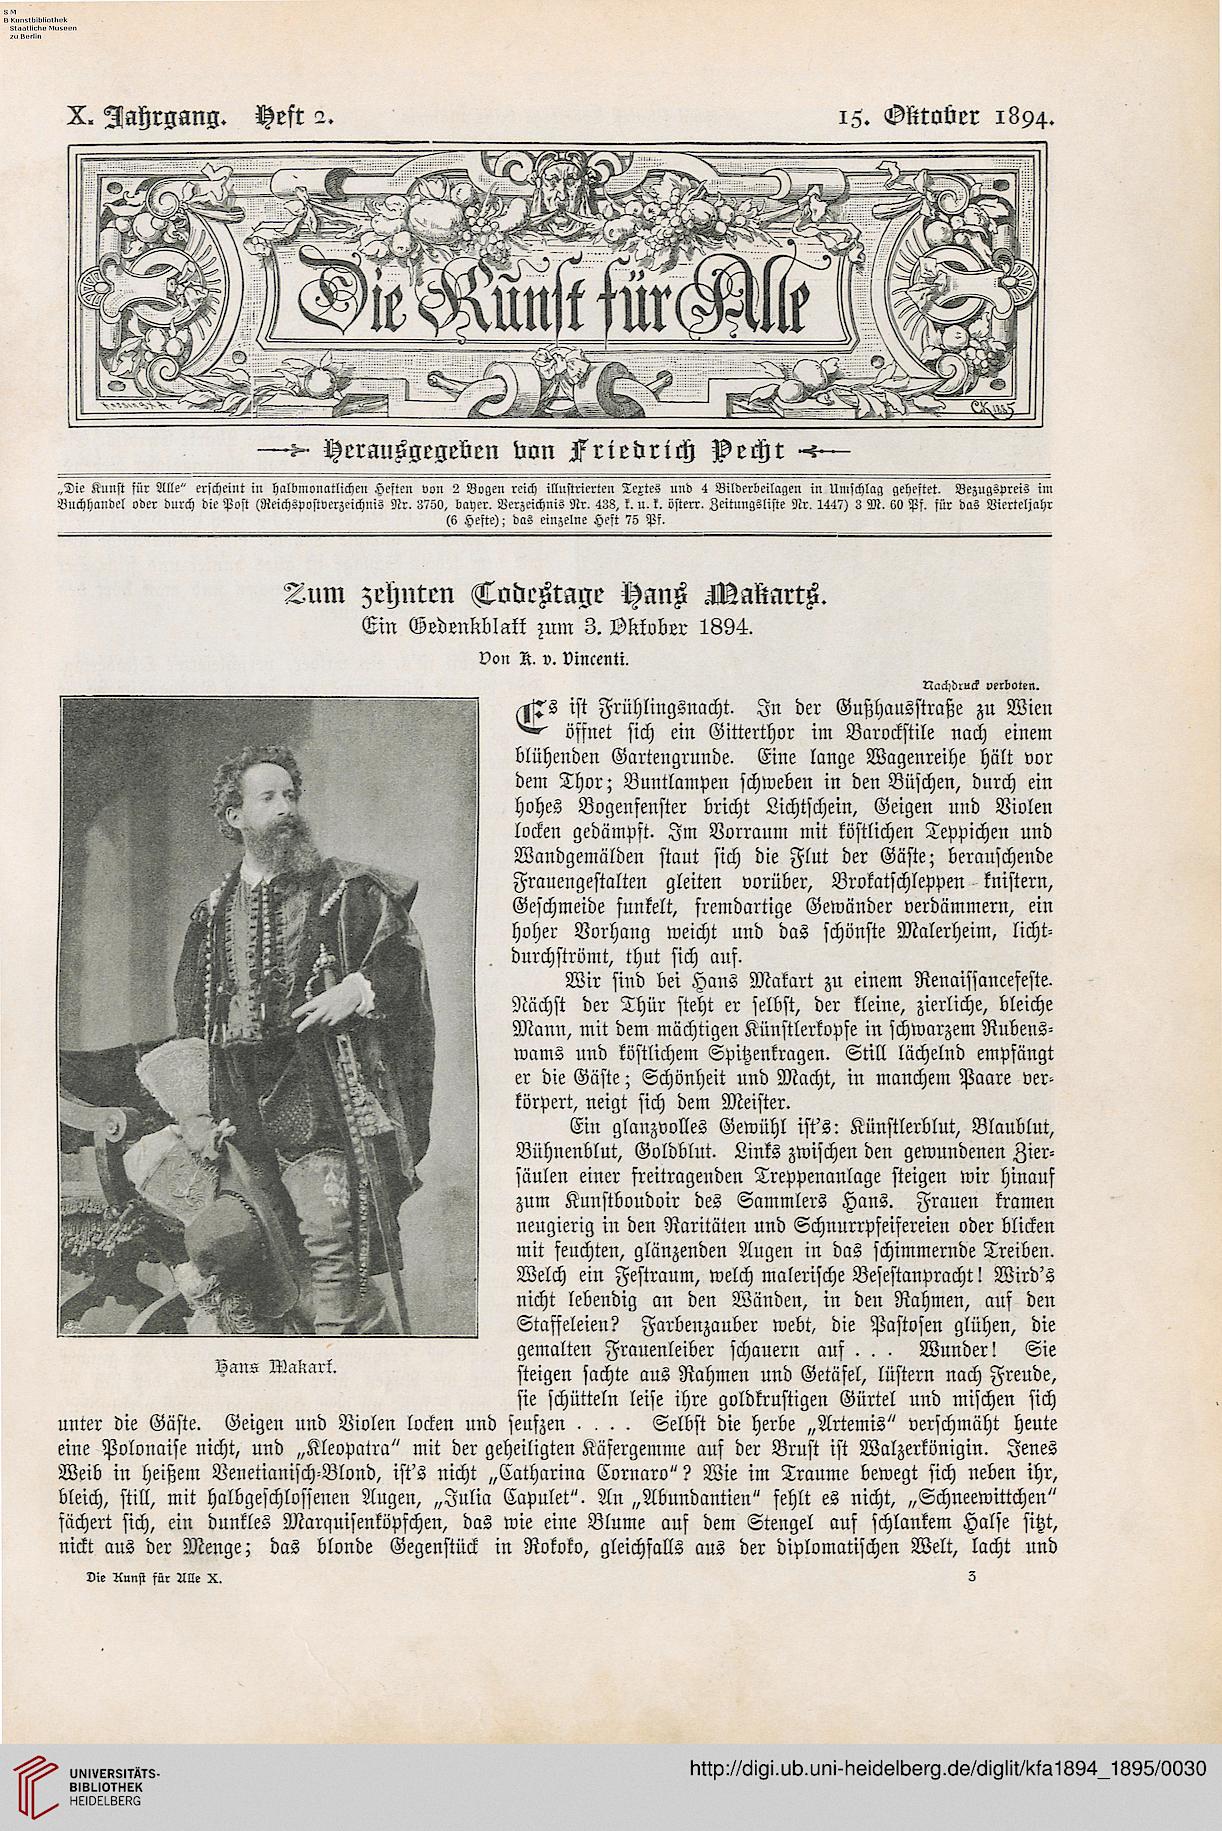 S M
B Kunstbibliothek
Staatliche Museen
zu Berlin
X. Jahrgang. Heft 2.
15. Oktober 1894.
Die Kunst für Alle
CK 1885
Herausgegeben von Friedrich Pecht
„Die Kunst für Alle“ erscheint in halbmonatlichen Heften von 2 Bogen reich illustrierten Textes und 4 Bilderbeilagen in Umschlag geheftet. Bezugspreis im
Buchhandel oder durch die Post (Reichspostverzeichnis Nr. 3750, bayer. Verzeichnis Nr. 438, k. u. k. österr. Zeitungsliste Nr. 1447) 3 M. 60 Pf. für das Vierteljahr
(6 Hefte); das einzelne Heft 75 Pf.
Zum zehnten Todestage Hans Makarts.
Ein Gedenkblatt zum 3. Oktober 1894.
Von K. v. Vincenti.
Nachdruck verboten.
Es ist Frühlingsnacht. In der Gußhausstraße zu Wien
öffnet sich ein Gitterthor im Barockstile nach einem
blühenden Gartengrunde. Eine lange Wagenreihe hält vor
dem Thor; Buntlampen schweben in den Büschen, durch ein
hohes Bogenfenster bricht Lichtschein, Geigen und Violen
locken gedämpft. Im Vorraum mit köstlichen Teppichen und
Wandgemälden staut sich die Flut der Gäste; berauschende
Frauengestalten gleiten vorüber, Brokatschleppen knistern,
Geschmeide funkelt, fremdartige Gewänder verdämmern, ein
hoher Vorhang weicht und das schönste Malerheim, licht-
durchströmt, thut sich auf.
Wir sind bei Hans Makart zu einem Renaissancefeste.
Nächst der Thür steht er selbst, der kleine, zierliche, bleiche
Mann, mit dem mächtigen Künstlerkopfe in schwarzem Rubens-
wams und köstlichem Spitzenkragen. Still lächelnd empfängt
er die Gäste; Schönheit und Macht, in manchem Paare ver-
körpert, neigt sich dem Meister.
Ein glanzvolles Gewühl ist's: Künstlerblut, Blaublut,
Bühnenblut, Goldblut. Links zwischen den gewundenen Zier-
säulen einer freitragenden Treppenanlage steigen wir hinauf
zum Kunstboudoir des Sammlers Hans. Frauen kramen
neugierig in den Raritäten und Schnurrpfeifereien oder blicken
mit feuchten, glänzenden Augen in das schimmernde Treiben.
Welch ein Festraum, welch malerische Besestanpracht! Wird's
nicht lebendig an den Wänden, in den Rahmen, auf den
Staffeleien? Farbenzauber webt, die Pastosen glühen, die
gemalten Frauenleiber schauern auf . . . Wunder! Sie
steigen sachte aus Rahmen und Getäfel, lüstern nach Freude,
sie schütteln leise ihre goldkrustigen Gürtel und mischen sich
Hans Makart.
unter die Gäste. Geigen und Violen locken und seufzen . . . . Selbst die herbe „Artemis“ verschmäht heute
eine Polonaise nicht, und „Kleopatra“ mit der geheiligten Käfergemme auf der Brust ist Walzerkönigin. Jenes
Weib in heißem Venetianisch-Blond, ist's nicht „Catharina Cornaro“? Wie im Traume bewegt sich neben ihr,
bleich, still, mit halbgeschlossenen Augen, „Julia Capulet“. An „Abundantien“ fehlt es nicht, „Schneewittchen“
fächert sich, ein dunkles Marquisenköpfchen, das wie eine Blume auf dem Stengel auf schlankem Halse sitzt,
nickt aus der Menge; das blonde Gegenstück in Rokoko, gleichfalls aus der diplomatischen Welt, lacht und
Die Kunst für Alle X.
3
UNIVERSITÄTS-
BIBLIOTHEK
HEIDELBERG
http://digi.ub.uni-heidelberg.de/diglit/kfa1894_1895/0030